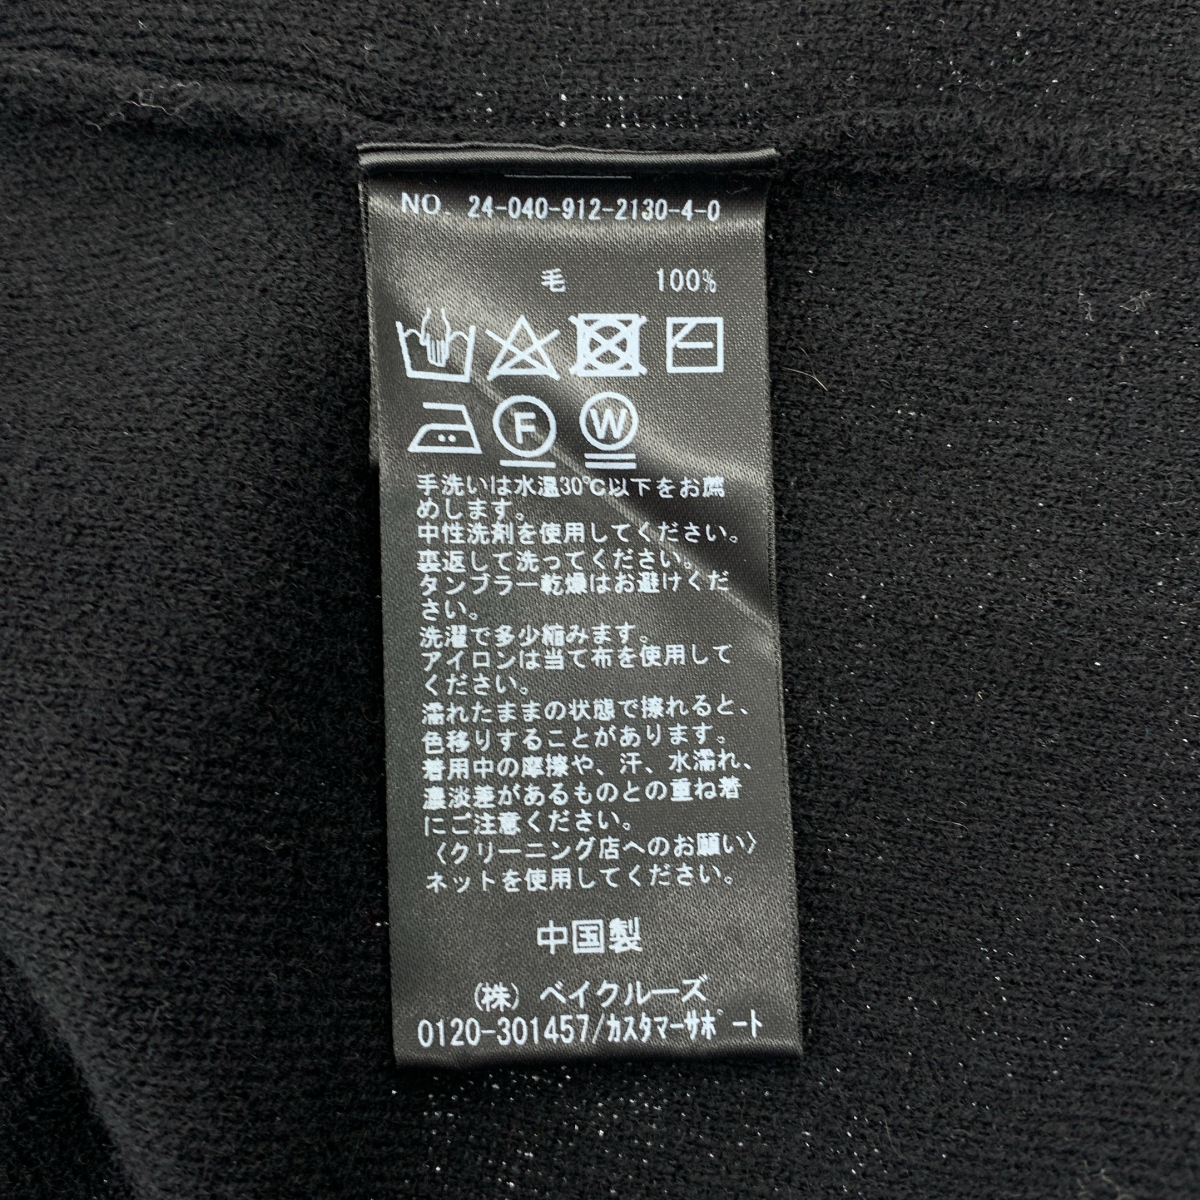 NO. 24-040-912-2130-4-0
毛 100%
F W
手洗いは水温30℃以下をお薦
めします。
中性洗剤を使用してください。
裏返して洗ってください。
タンブラー乾燥はお避けくだ
さい。
洗濯で多少縮みます。
アイロンは当て布を使用して
ください。
濡れたままの状態で擦れると、
色移りすることがあります。
着用中の摩擦や、汗、水濡れ、
濃淡差があるものとの重ね着
にご注意ください。
〈クリーニング店へのお願い〉
ネットを使用してください。
中国製
(株) ベイクルーズ
0120-301457/ｶｽﾀﾏｰｻﾎﾟｰﾄ